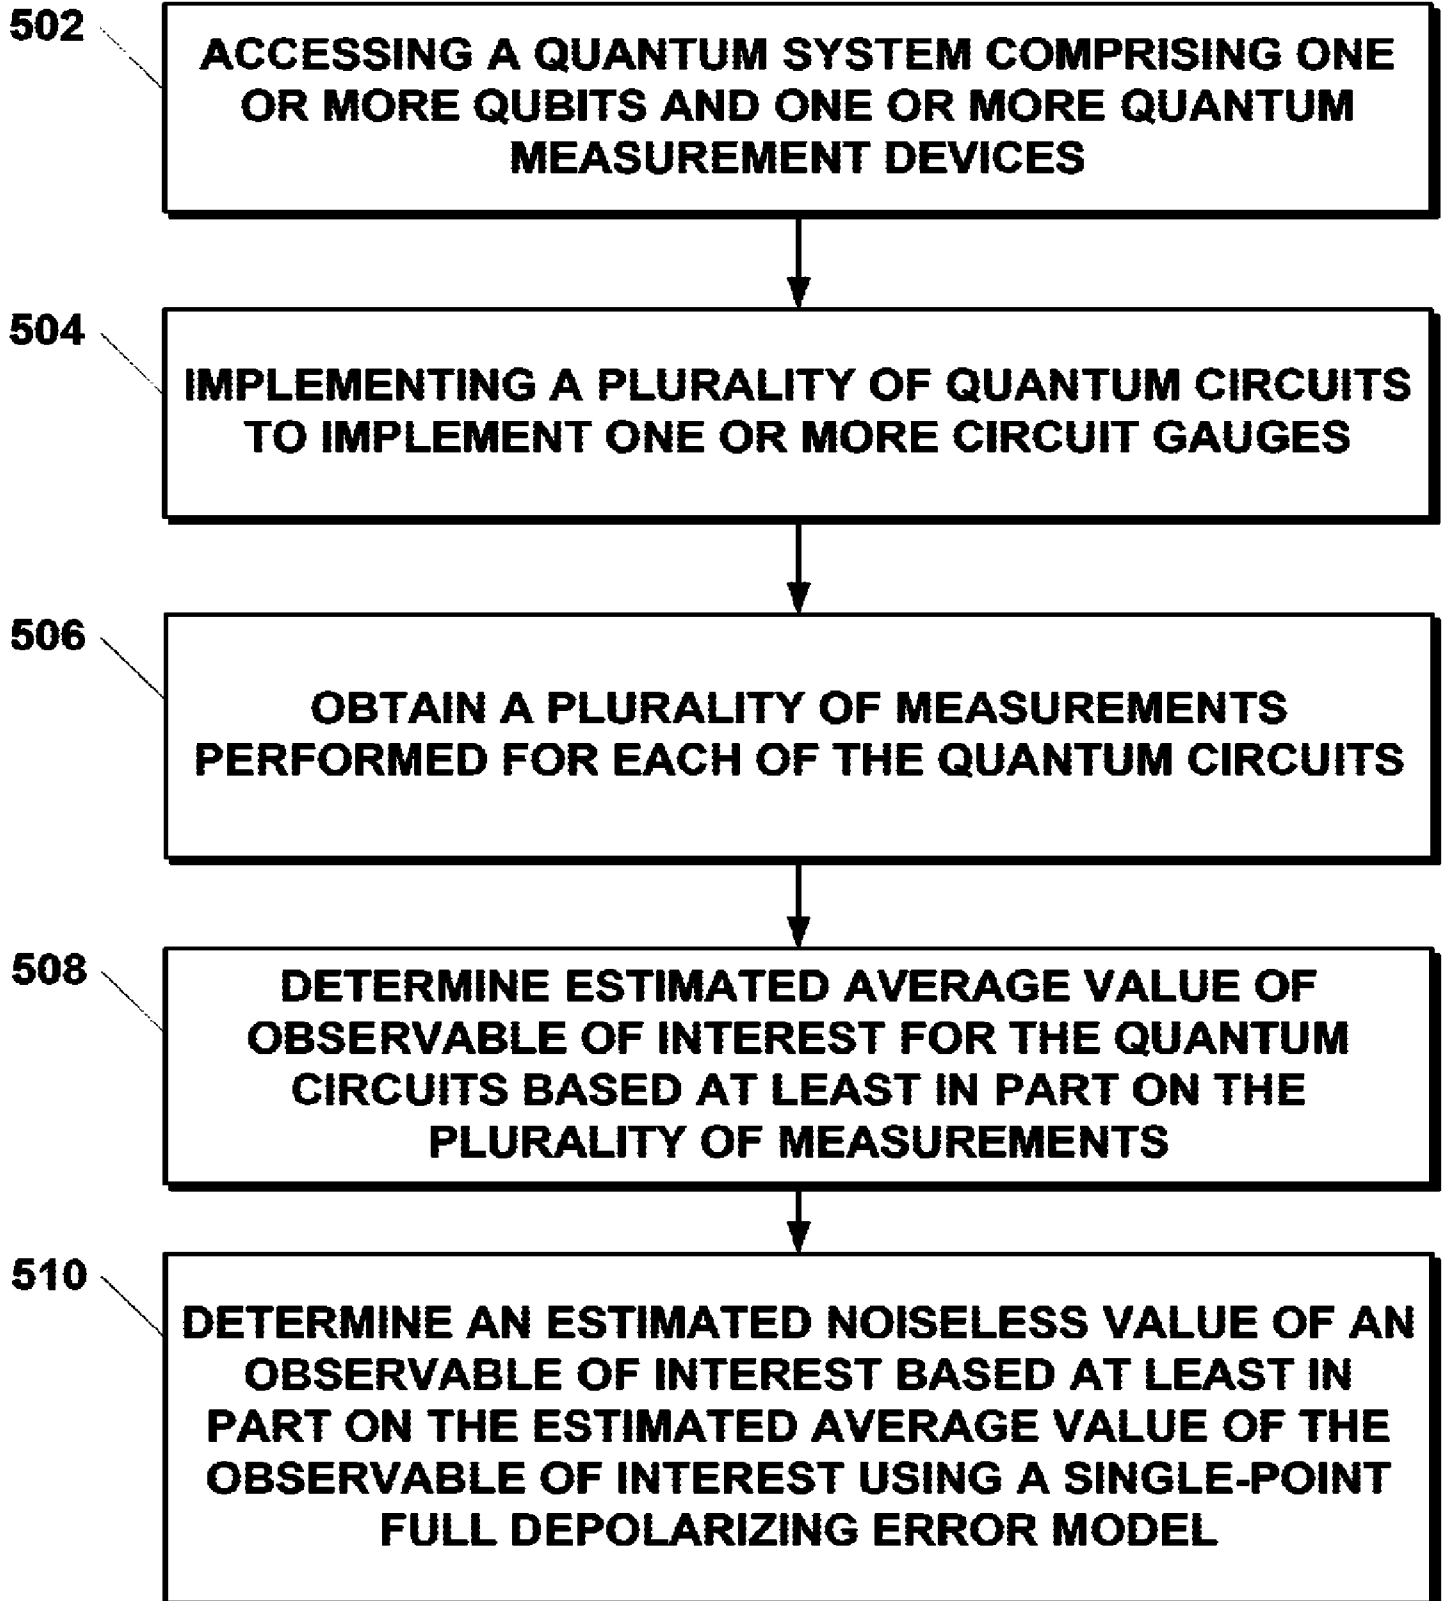 502
ACCESSING A QUANTUM SYSTEM COMPRISING ONE
OR MORE QUBITS AND ONE OR MORE QUANTUM
MEASUREMENT DEVICES
504
IMPLEMENTING A PLURALITY OF QUANTUM CIRCUITS
TO IMPLEMENT ONE OR MORE CIRCUIT GAUGES
506
OBTAIN A PLURALITY OF MEASUREMENTS
PERFORMED FOR EACH OF THE QUANTUM CIRCUITS
508
DETERMINE ESTIMATED AVERAGE VALUE OF
OBSERVABLE OF INTEREST FOR THE QUANTUM
CIRCUITS BASED AT LEAST IN PART ON THE
PLURALITY OF MEASUREMENTS
510
DETERMINE AN ESTIMATED NOISELESS VALUE OF AN
OBSERVABLE OF INTEREST BASED AT LEAST IN
PART ON THE ESTIMATED AVERAGE VALUE OF THE
OBSERVABLE OF INTEREST USING A SINGLE-POINT
FULL DEPOLARIZING ERROR MODEL